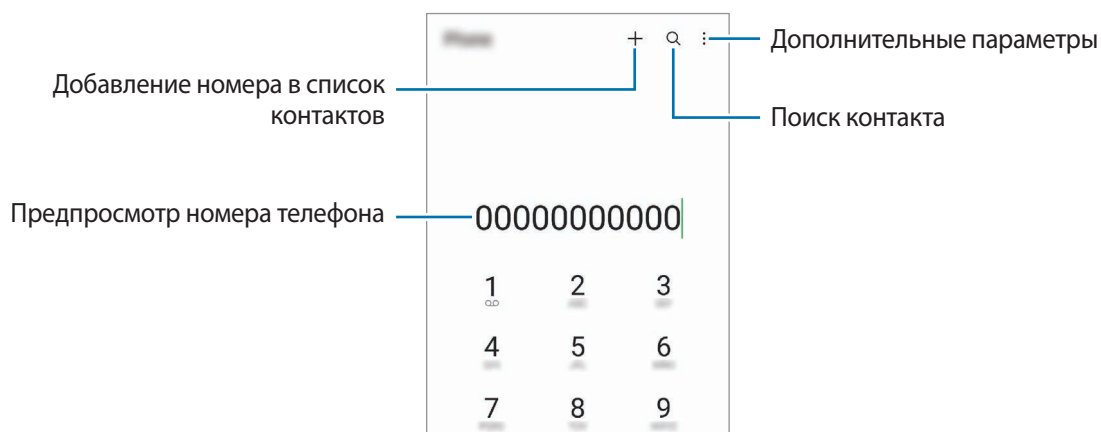 Дополнительные параметры
Добавление номера в список
контактов
Поиск контакта
Предпросмотр номера телефона
00000000000
1 2 3
4 5 6
7 8 9